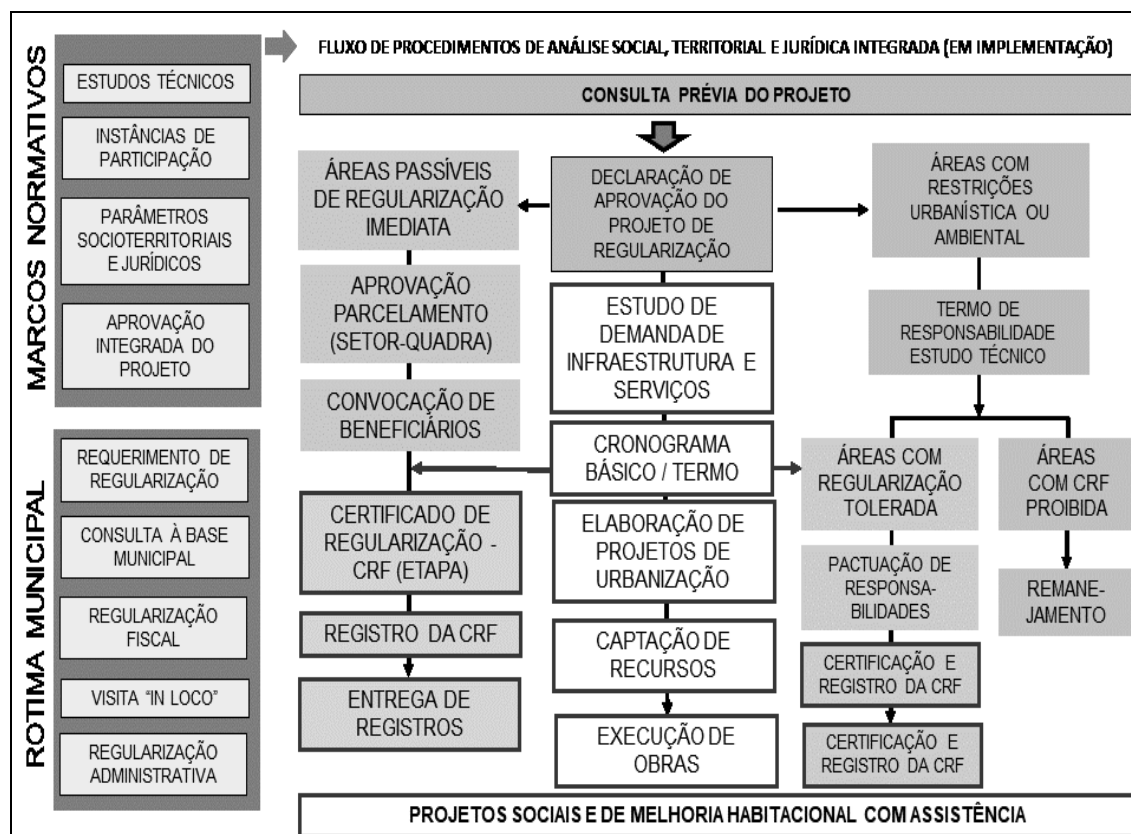 MARCOS NORMATIVOS
ESTUDOS TÉCNICOS
INSTÂNCIAS DE
PARTICIPAÇÃO
PARÂMETROS
SOCIOTERRITORIAIS
E JURÍDICOS
APROVAÇÃO
INTEGRADA DO
PROJETO
ROTIMA MUNICIPAL
REQUERIMENTO DE
REGULARIZAÇÃO
CONSULTA À BASE
MUNICIPAL
REGULARIZAÇÃO
FISCAL
VISITA “IN LOCO”
REGULARIZAÇÃO
ADMINISTRATIVA
FLUXO DE PROCEDIMENTOS DE ANÁLISE SOCIAL, TERRITORIAL E JURÍDICA INTEGRADA (EM IMPLEMENTAÇÃO)
CONSULTA PRÉVIA DO PROJETO
ÁREAS PASSÍVEIS
DE REGULARIZAÇÃO
IMEDIATA
APROVAÇÃO
PARCELAMENTO
(SETOR-QUADRA)
CONVOCAÇÃO DE
BENEFICIÁRIOS
CERTIFICADO DE
REGULARIZAÇÃO -
CRF (ETAPA)
REGISTRO DA CRF
ENTREGA DE
REGISTROS
DECLARAÇÃO DE
APROVAÇÃO DO
PROJETO DE
REGULARIZAÇÃO
ESTUDO DE
DEMANDA DE
INFRAESTRUTURA E
SERVIÇOS
CRONOGRAMA
BÁSICO / TERMO
ELABORAÇÃO DE
PROJETOS DE
URBANIZAÇÃO
CAPTAÇÃO DE
RECURSOS
EXECUÇÃO DE
OBRAS
ÁREAS COM
RESTRIÇÕES
URBANÍSTICA OU
AMBIENTAL
TERMO DE
RESPONSABILIDADE
ESTUDO TÉCNICO
ÁREAS COM
REGULARIZAÇÃO
TOLERADA
PACTUAÇÃO DE
RESPONSA-
BILIDADES
CERTIFICAÇÃO E
REGISTRO DA CRF
CERTIFICAÇÃO E
REGISTRO DA CRF
ÁREAS
COM CRF
PROIBIDA
REMANE-
JAMENTO
PROJETOS SOCIAIS E DE MELHORIA HABITACIONAL COM ASSISTÊNCIA